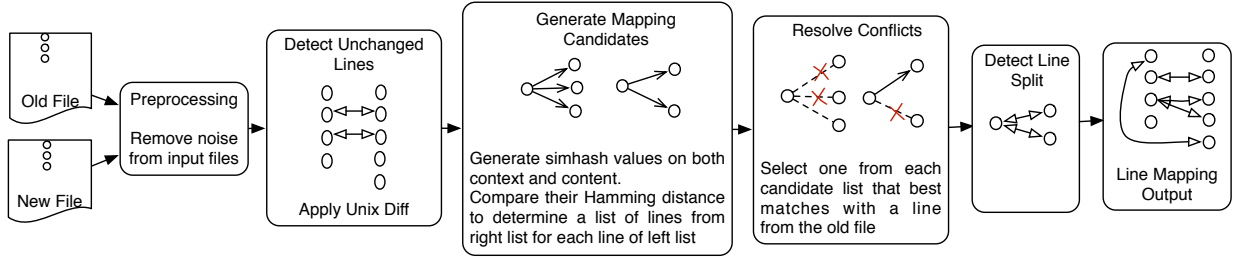 Old File
New File
Preprocessing
Remove noise
from input files
Detect Unchanged
Lines
Apply Unix Diff
Generate Mapping
Candidates
Generate simhash values on both
context and content.
Compare their Hamming distance
to determine a list of lines from
right list for each line of left list
Resolve Conflicts
Select one from each
candidate list that best
matches with a line
from the old file
Detect Line
Split
Line Mapping
Output